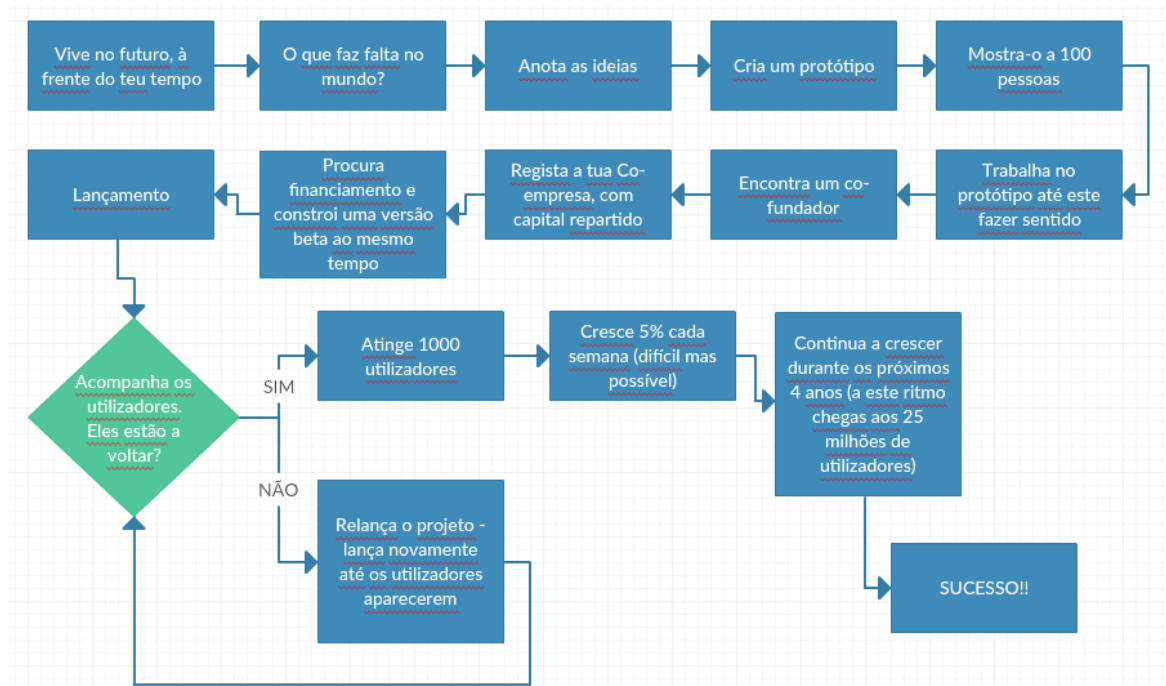 Vive no futuro, à
frente do teu tempo
O que faz falta no
mundo?
Anota as ideias
Cria um protótipo
Mostra-o a 100
pessoas
Trabalha no
protótipo até este
fazer sentido
Encontra um co-
fundador
Regista a tua Co-
empresa, com
capital repartido
Procura
financiamento e
constroi uma versão
beta ao mesmo
tempo
Lançamento
Acompanha os
utilizadores.
Eles estão a
voltar?
SIM
Atinge 1000
utilizadores
Cresce 5% cada
semana (difícil mas
possível)
Continua a crescer
durante os próximos
4 anos (a este ritmo
chegas aos 25
milhões de
utilizadores)
NÃO
Relança o projeto -
lança novamente
até os utilizadores
aparecerem
SUCESSO!!